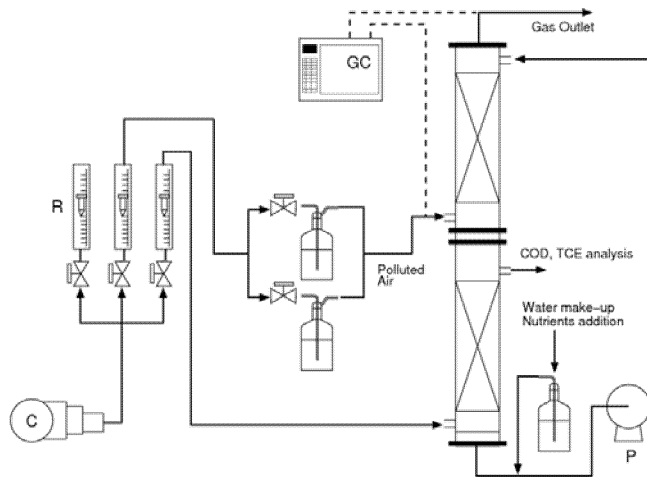 Gas Outlet
GC
R
COD, TCE analysis
Polluted
Air
Water make-up
Nutrients addition
C
P